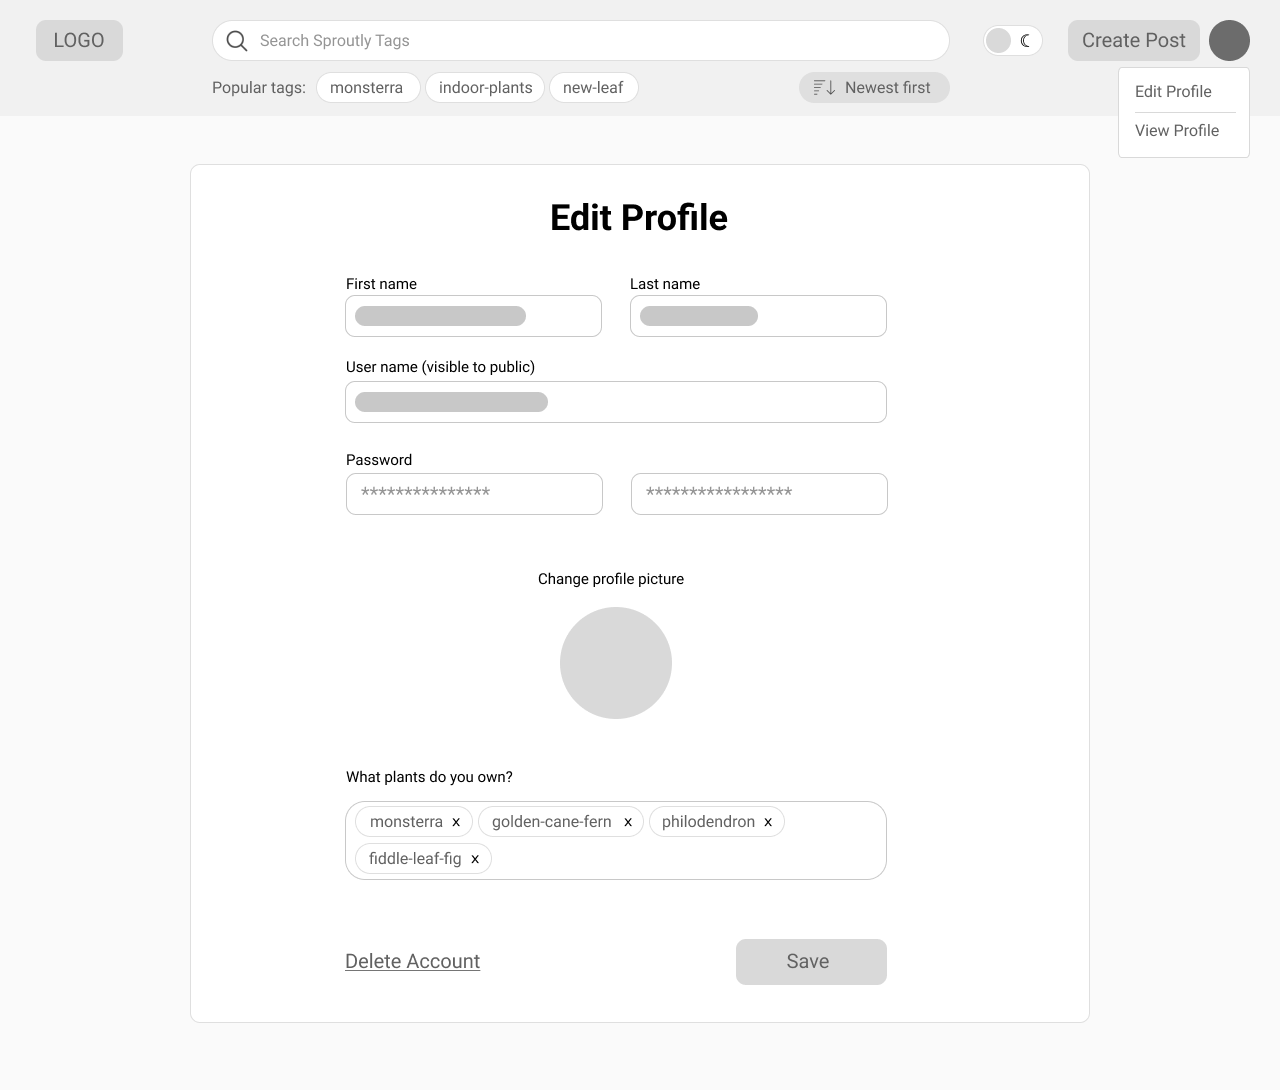 LOGO
Search Sproutly Tags
Create Post
Popular tags: monsterra indoor-plants new-leaf
Newest first
Edit Profile
View Profile
Edit Profile
First name
Last name
User name (visible to public)
Password
*************** *****************
Change profile picture
What plants do you own?
monsterra x golden-cane-fern x philodendron x
fiddle-leaf-fig x
Delete Account
Save